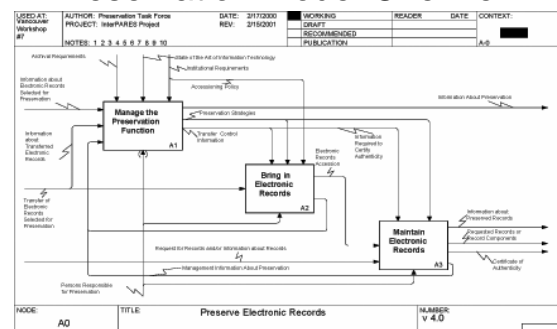 USED AT:
Vancouver
Workshop
#7
AUTHOR: Preservation Task Force
PROJECT: InterPARES Project
NOTES: 1 2 3 4 5 6 7 8 9 10
DATE: 2/17/2000
REV: 2/15/2001
WORKING
DRAFT
RECOMMENDED
PUBLICATION
READER
DATE
CONTEXT:
A-0
Archival
Requirements
State-of-the-Art of Information Technology
Institutional Requirements
Accessioning Policy
Information about
Electronic Records
Selected for
Preservation
Information About Preservation
Manage the
Preservation
Function
A1
Preservation Strategies
Transfer Control
Information
Information
about
Transferred
Electronic
Records
Information
Required to
Certify
Authenticity
Electronic
Records
Accession
Bring in
Electronic
Records
A2
Transfer of
Electronic
Records
Selected for
Preservation
Information about
Preserved Records
Maintain
Electronic
Records
A3
Requested Records or
Record Components
Request for Records and/or Information about Records
Management Information About Preservation
Certificate of
Authenticity
Persons Responsible
for Preservation
NODE:
A0
TITLE:
Preserve Electronic Records
NUMBER:
v 4.0